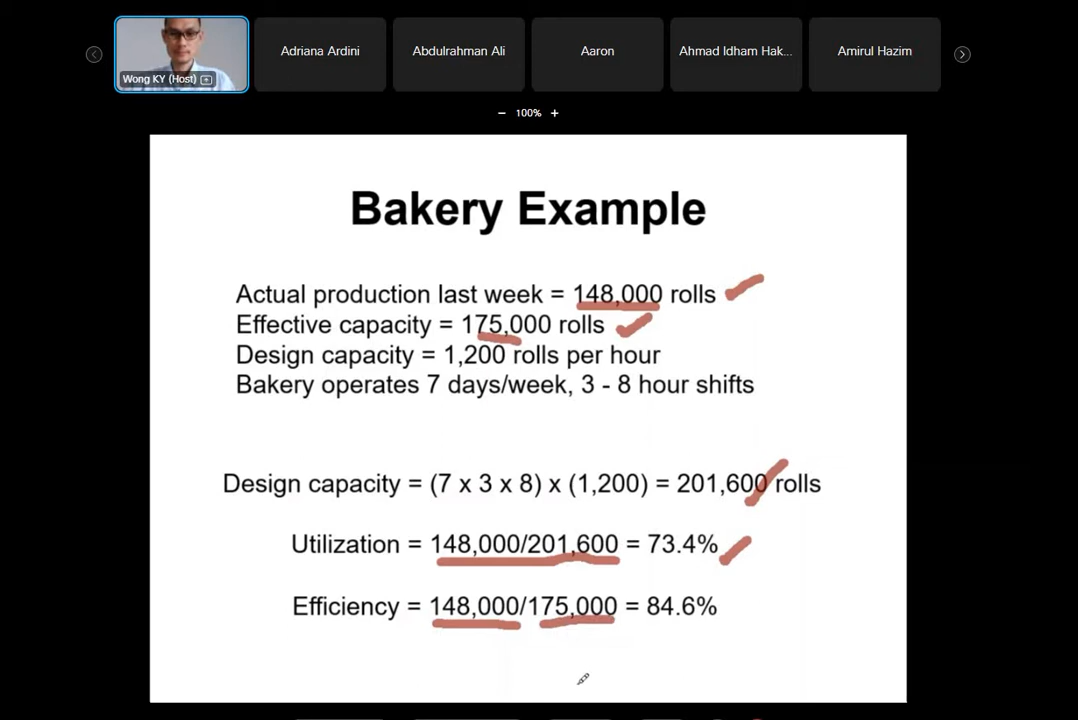 Wong KY (Host)
Adriana Ardini
Abdulrahman Ali
Aaron
Ahmad Idham Hak...
Amirul Hazim
− 100% +
Bakery Example
Actual production last week = 148,000 rolls
Effective capacity = 175,000 rolls
Design capacity = 1,200 rolls per hour
Bakery operates 7 days/week, 3 - 8 hour shifts
Design capacity = (7 x 3 x 8) x (1,200) = 201,600 rolls
Utilization = 148,000/201,600 = 73.4%
Efficiency = 148,000/175,000 = 84.6%